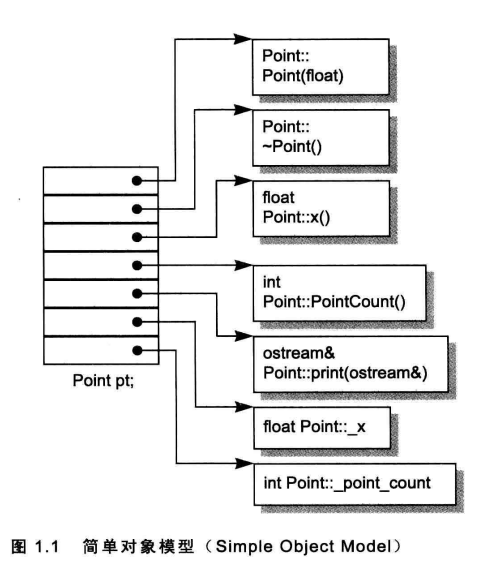 Point::
Point(float)
Point::
~Point()
float
Point::x()
int
Point::PointCount()
ostream&
Point::print(ostream&)
float Point::_x
int Point::_point_count
Point pt;
图 1.1 简单对象模型（Simple Object Model）